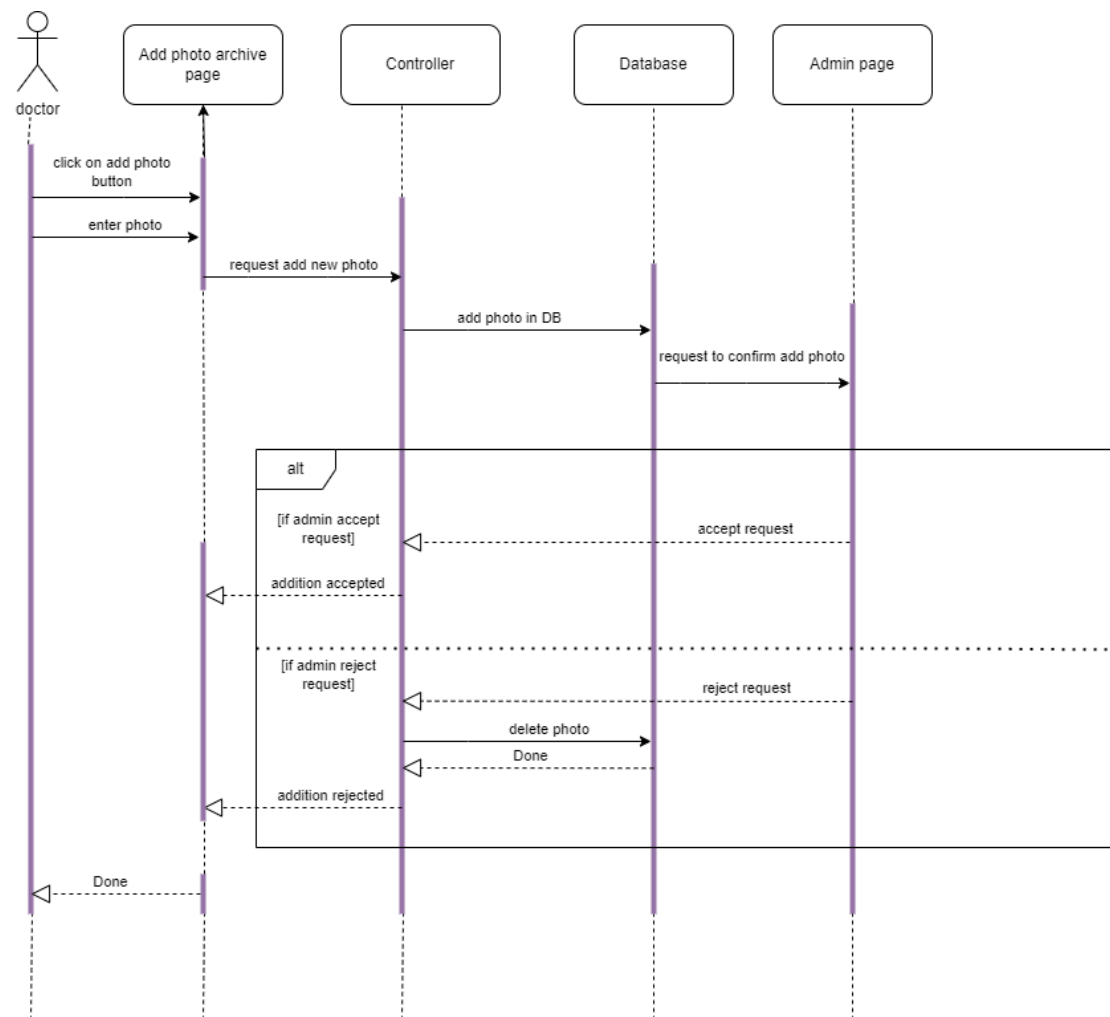 Add photo archive
page
Controller
Database
Admin page
doctor
click on add photo
button
enter photo
request add new photo
add photo in DB
request to confirm add photo
alt
[if admin accept
request]
accept request
addition accepted
[if admin reject
request]
reject request
delete photo
Done
addition rejected
Done